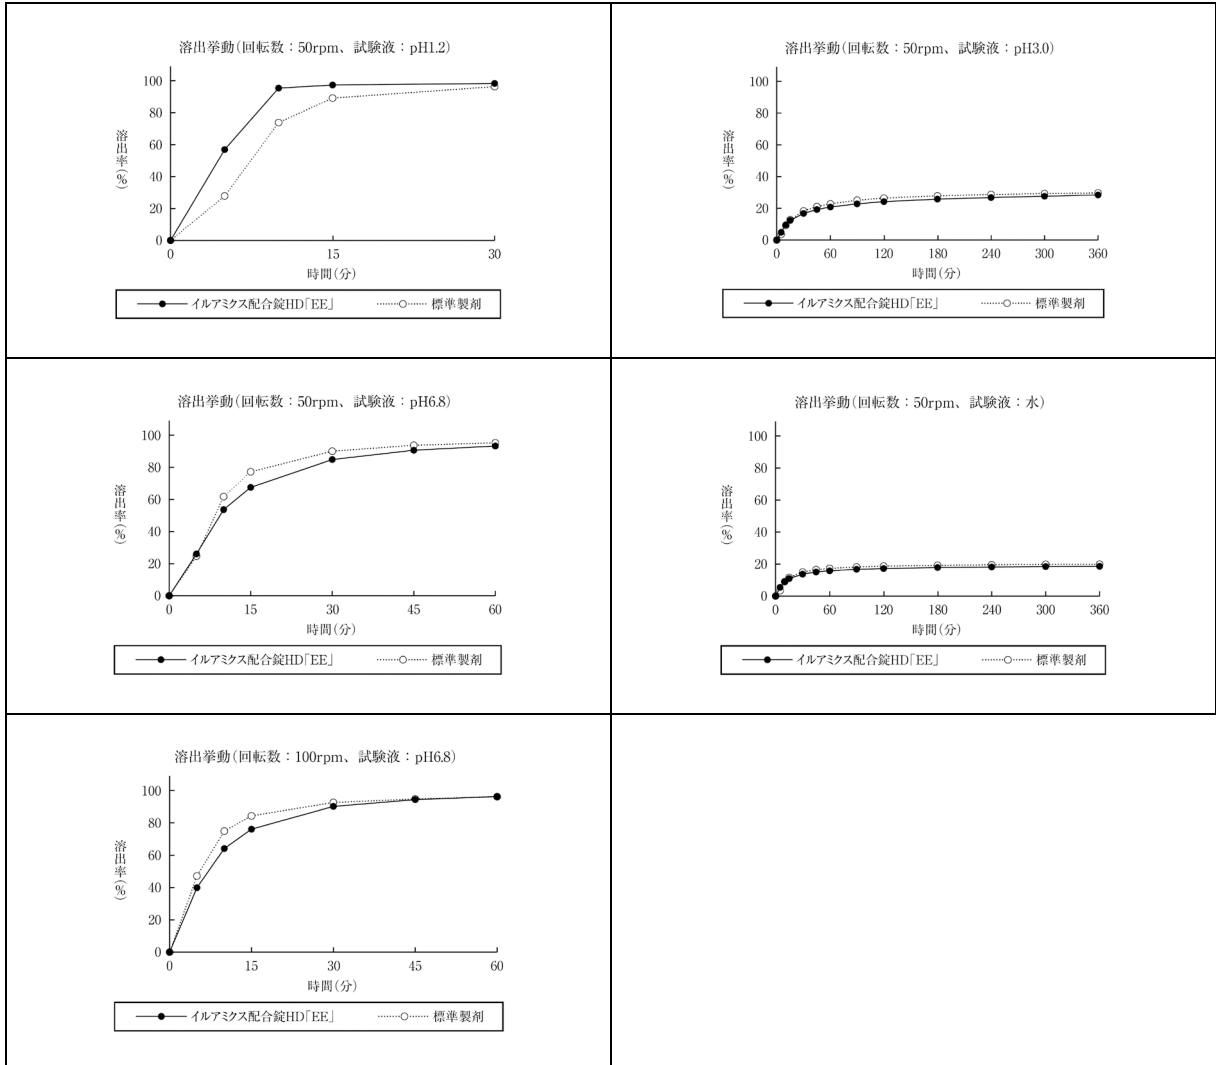 溶出挙動(回転数：50rpm、試験液：pH1.2)
100
80
60
40
20
0
溶出率(%)
0 15 30
時間(分)
イルアミクス配合錠HD「EE」 標準製剤
溶出挙動(回転数：50rpm、試験液：pH3.0)
100
80
60
40
20
0
溶出率(%)
0 60 120 180 240 300 360
時間(分)
イルアミクス配合錠HD「EE」 標準製剤
溶出挙動(回転数：50rpm、試験液：pH6.8)
100
80
60
40
20
0
溶出率(%)
0 15 30 45 60
時間(分)
イルアミクス配合錠HD「EE」 標準製剤
溶出挙動(回転数：50rpm、試験液：水)
100
80
60
40
20
0
溶出率(%)
0 60 120 180 240 300 360
時間(分)
イルアミクス配合錠HD「EE」 標準製剤
溶出挙動(回転数：100rpm、試験液：pH6.8)
100
80
60
40
20
0
溶出率(%)
0 15 30 45 60
時間(分)
イルアミクス配合錠HD「EE」 標準製剤